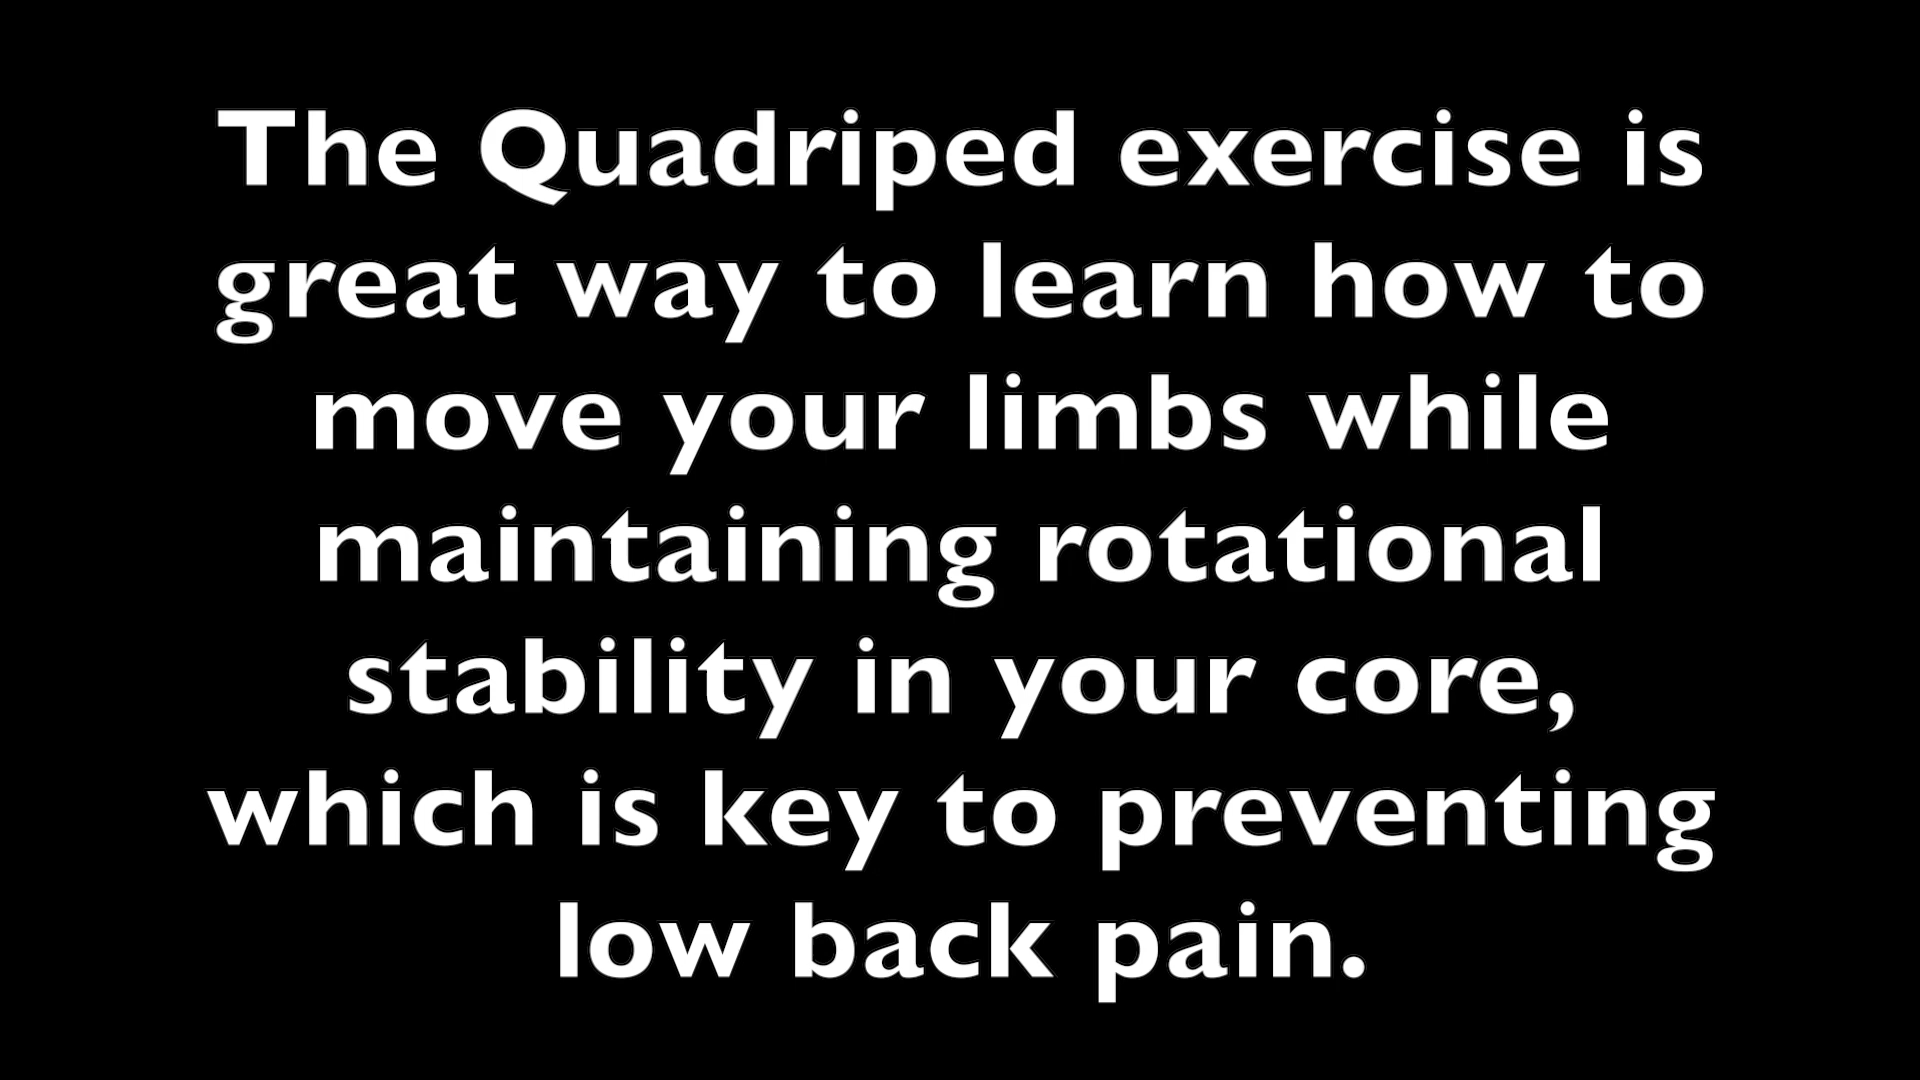 The Quadriped exercise is
great way to learn how to
move your limbs while
maintaining rotational
stability in your core,
which is key to preventing
low back pain.